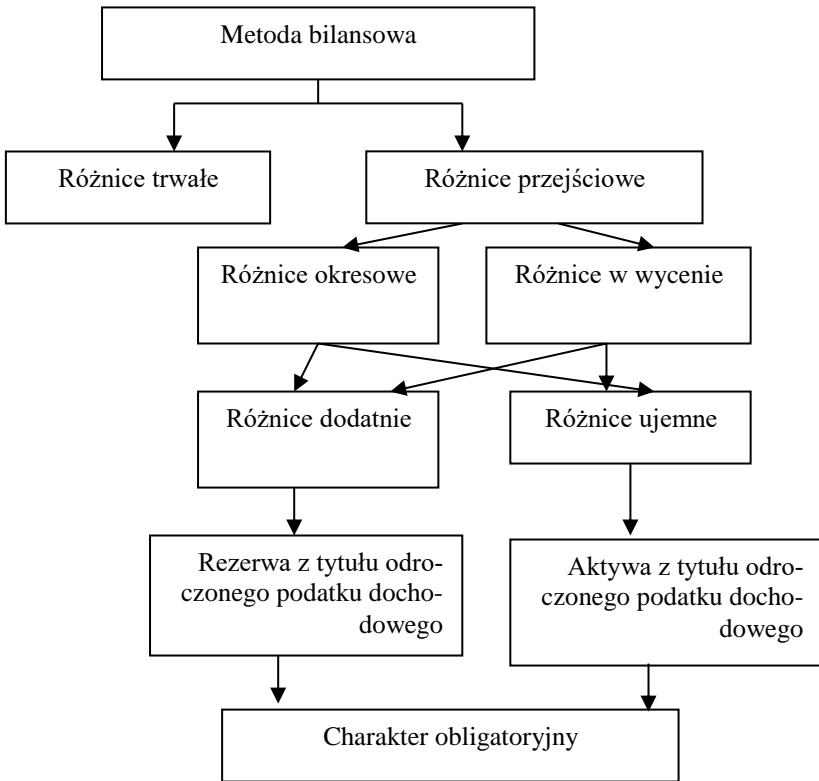 Metoda bilansowa
Różnice trwałe
Różnice przejściowe
Różnice okresowe
Różnice w wycenie
Różnice dodatnie
Różnice ujemne
Rezerwa z tytułu odro-
czonego podatku docho-
dowego
Aktywa z tytułu odro-
czonego podatku docho-
dowego
Charakter obligatoryjny